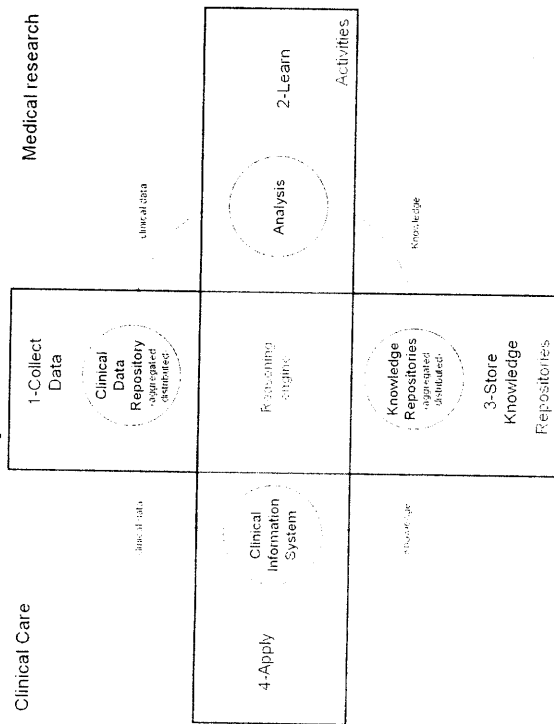 Clinical Care
Medical research
1-Collect
Data
Clinical
Data
Repository
-aggregated
distributed-
clinical data
clinical data
4-Apply
Clinical
Information
System
Reasoning
engine
Analysis
2-Learn
Activities
Knowledge
Knowledge
Knowledge
Repositories
-aggregated
distributed-
3-Store
Knowledge
Repositories